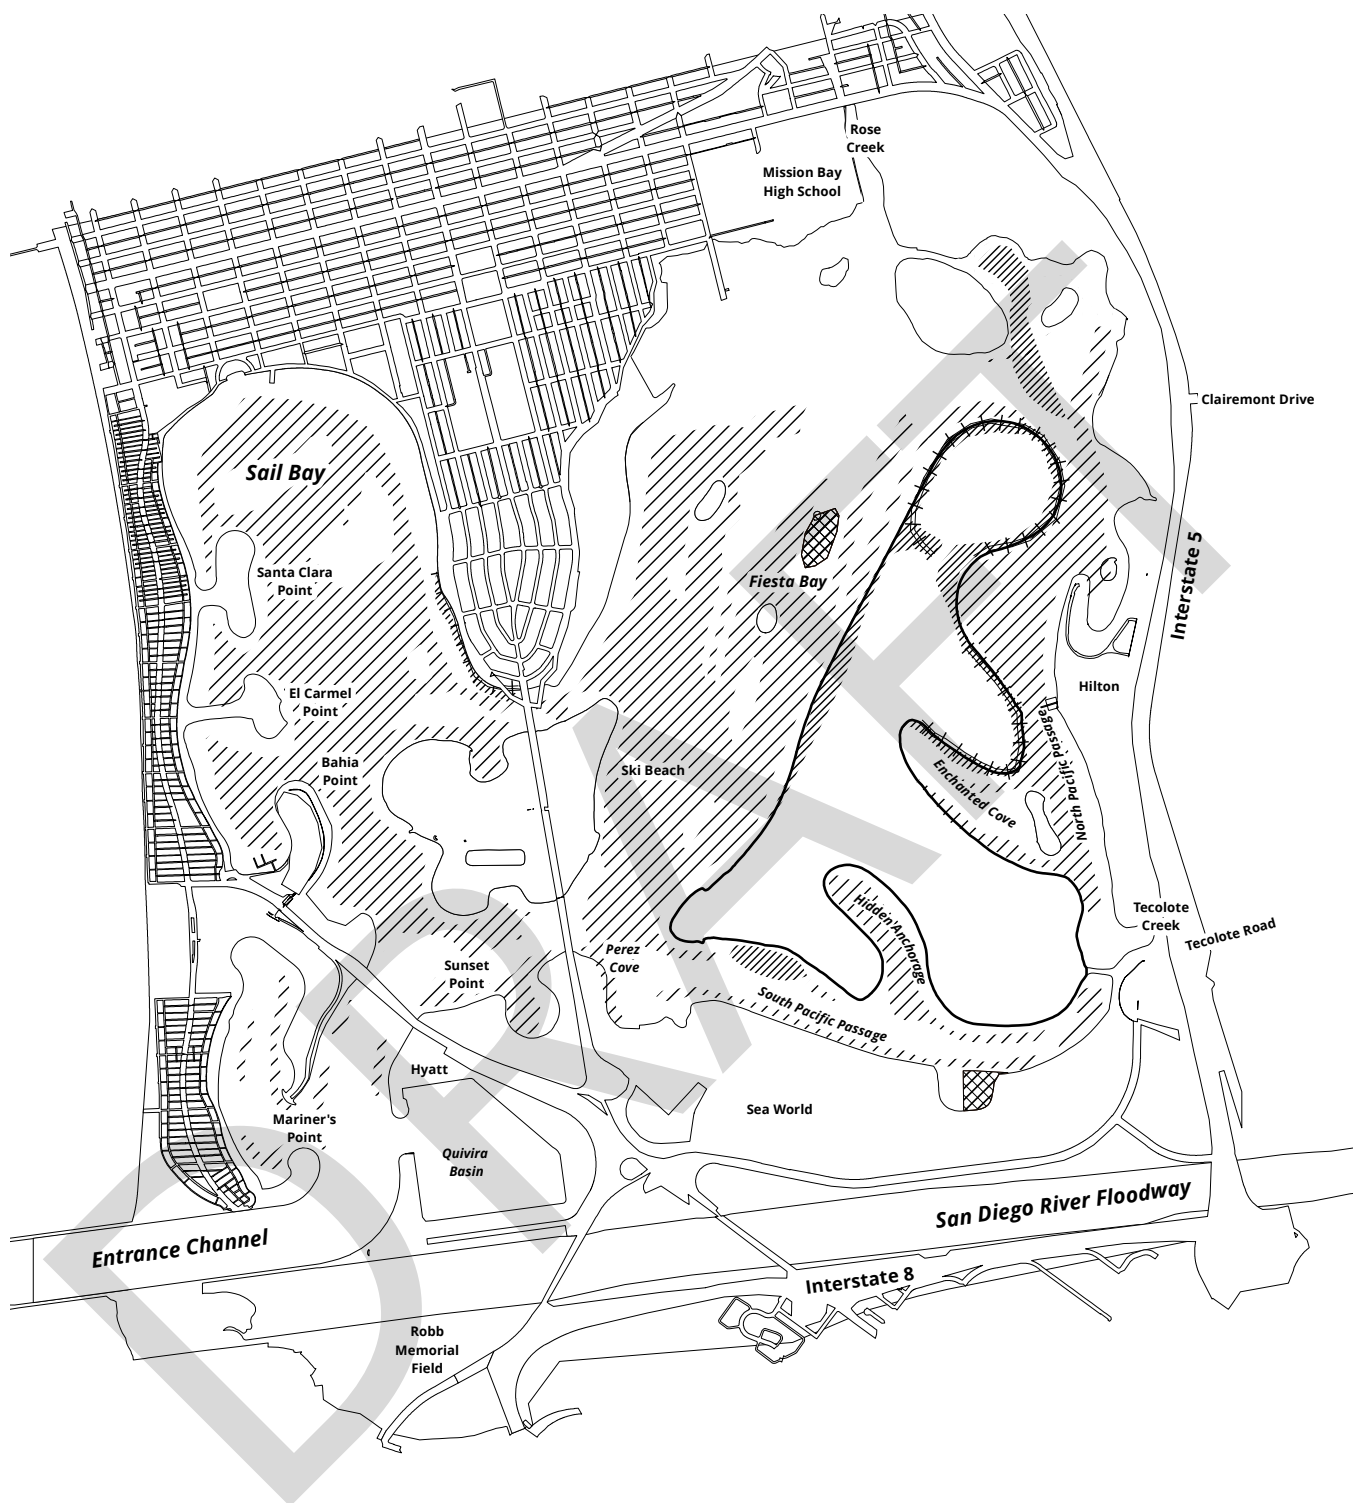 Rose
Creek
Mission Bay
High School
Clairemont Drive
Sail Bay
Santa Clara
Point
Fiesta Bay
Interstate 5
El Carmel
Point
Hilton
Bahia
Point
Ski Beach
North Pacific Passage
Enchanted Cove
Tecolote
Creek
Tecolote Road
Hidden Anchorage
Perez
Cove
Sunset
Point
South Pacific Passage
Hyatt
Sea World
Mariner's
Point
Quivira
Basin
San Diego River Floodway
Entrance Channel
Interstate 8
Robb
Memorial
Field
DRAFT